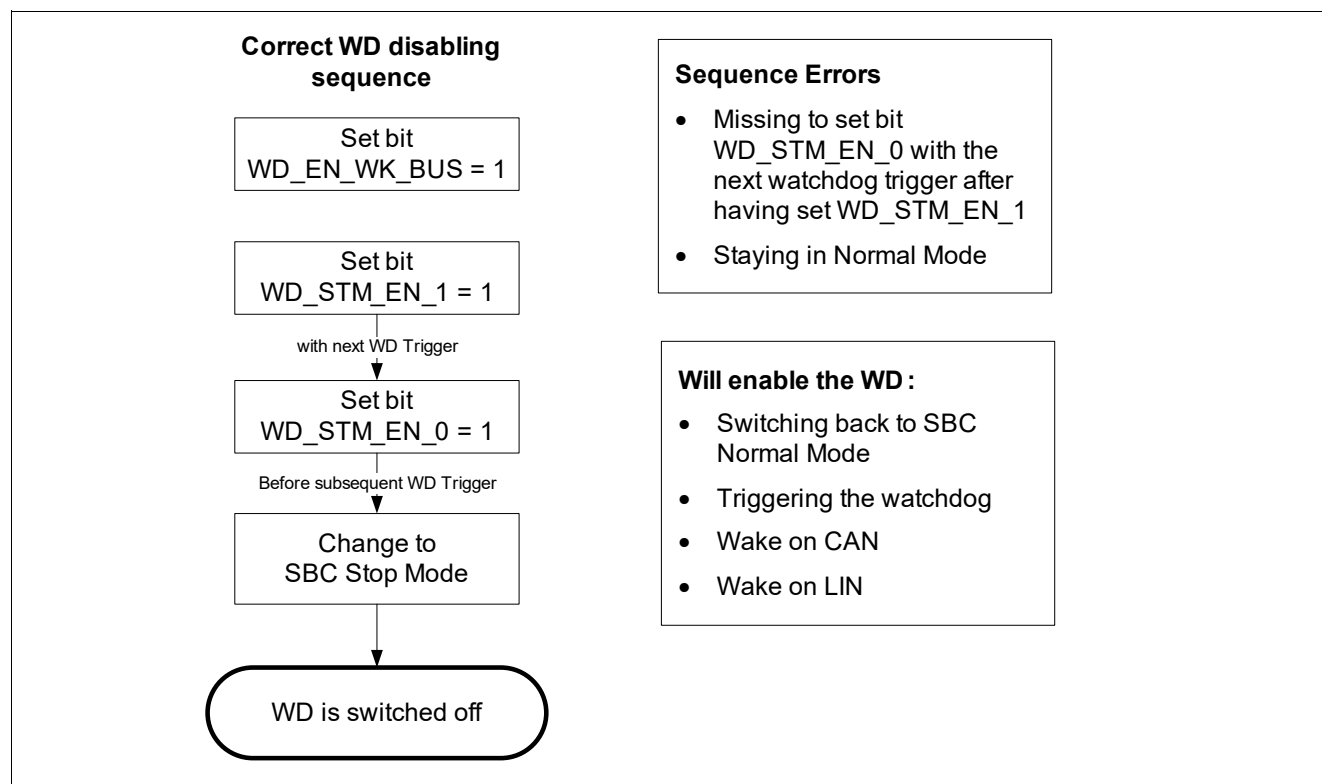 Correct WD disabling
sequence
Set bit
WD_EN_WK_BUS = 1
Set bit
WD_STM_EN_1 = 1
with next WD Trigger
Set bit
WD_STM_EN_0 = 1
Before subsequent WD Trigger
Change to
SBC Stop Mode
WD is switched off
Sequence Errors
• Missing to set bit
WD_STM_EN_0 with the
next watchdog trigger after
having set WD_STM_EN_1
• Staying in Normal Mode
Will enable the WD :
• Switching back to SBC
Normal Mode
• Triggering the watchdog
• Wake on CAN
• Wake on LIN